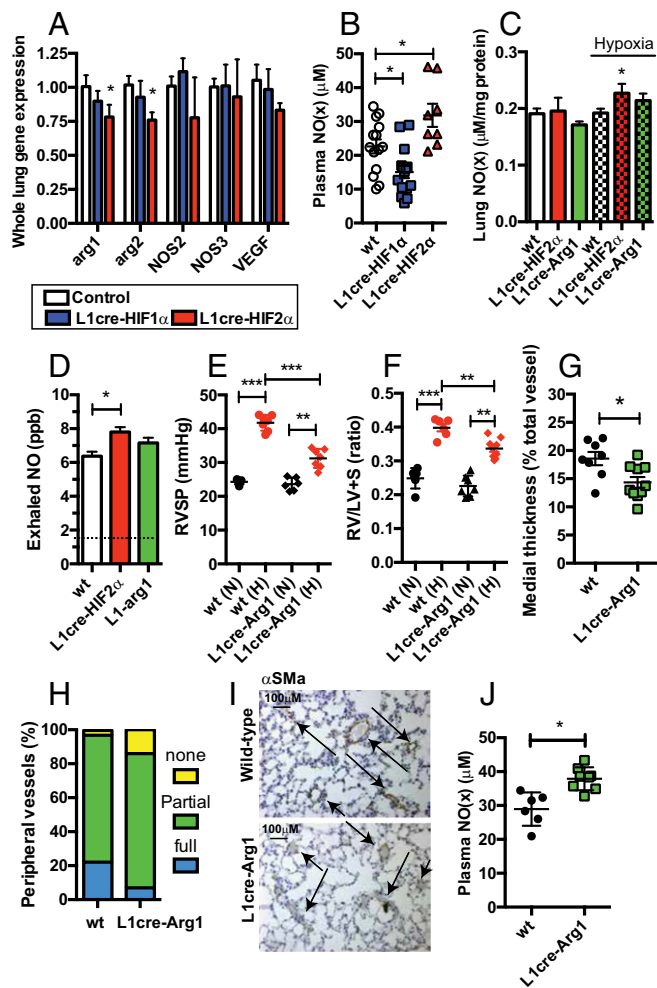 A
Whole lung gene expression
1.25
1.00
0.75
0.50
0.25
0.00
* *
arg1 arg2 NOS2 NOS3 VEGF
Control
L1cre-HIF1α L1cre-HIF2α
B
Plasma NO(x) (μM)
50
40
30
20
10
0
*
*
wt L1cre-HIF1α L1cre-HIF2α
C
Lung NO(x) (μM/mg protein)
0.3
0.2
0.1
0.0
Hypoxia
*
wt L1cre-HIF2α L1cre-Arg1 wt L1cre-HIF2α L1cre-Arg1
D
Exhaled NO (ppb)
10
8
6
4
2
0
*
wt L1cre-HIF2α L1-arg1
E
RVSP (mmHg)
60
40
20
0
***
*** **
wt (N) wt (H) L1cre-Arg1 (N) L1cre-Arg1 (H)
F
RV/LV+S (ratio)
0.5
0.4
0.3
0.2
0.1
0.0
**
*** **
wt (N) wt (H) L1cre-Arg1 (N) L1cre-Arg1 (H)
G
Medial thickness (% total vessel)
30
25
20
15
10
5
0
*
wt L1cre-Arg1
H
Peripheral vessels (%)
100
80
60
40
20
0
none
Partial
full
wt L1cre-Arg1
I
αSMa
100μM
Wild-type
100μM
L1cre-Arg1
J
Plasma NO(x) (μM)
50
40
30
20
10
0
*
wt L1cre-Arg1